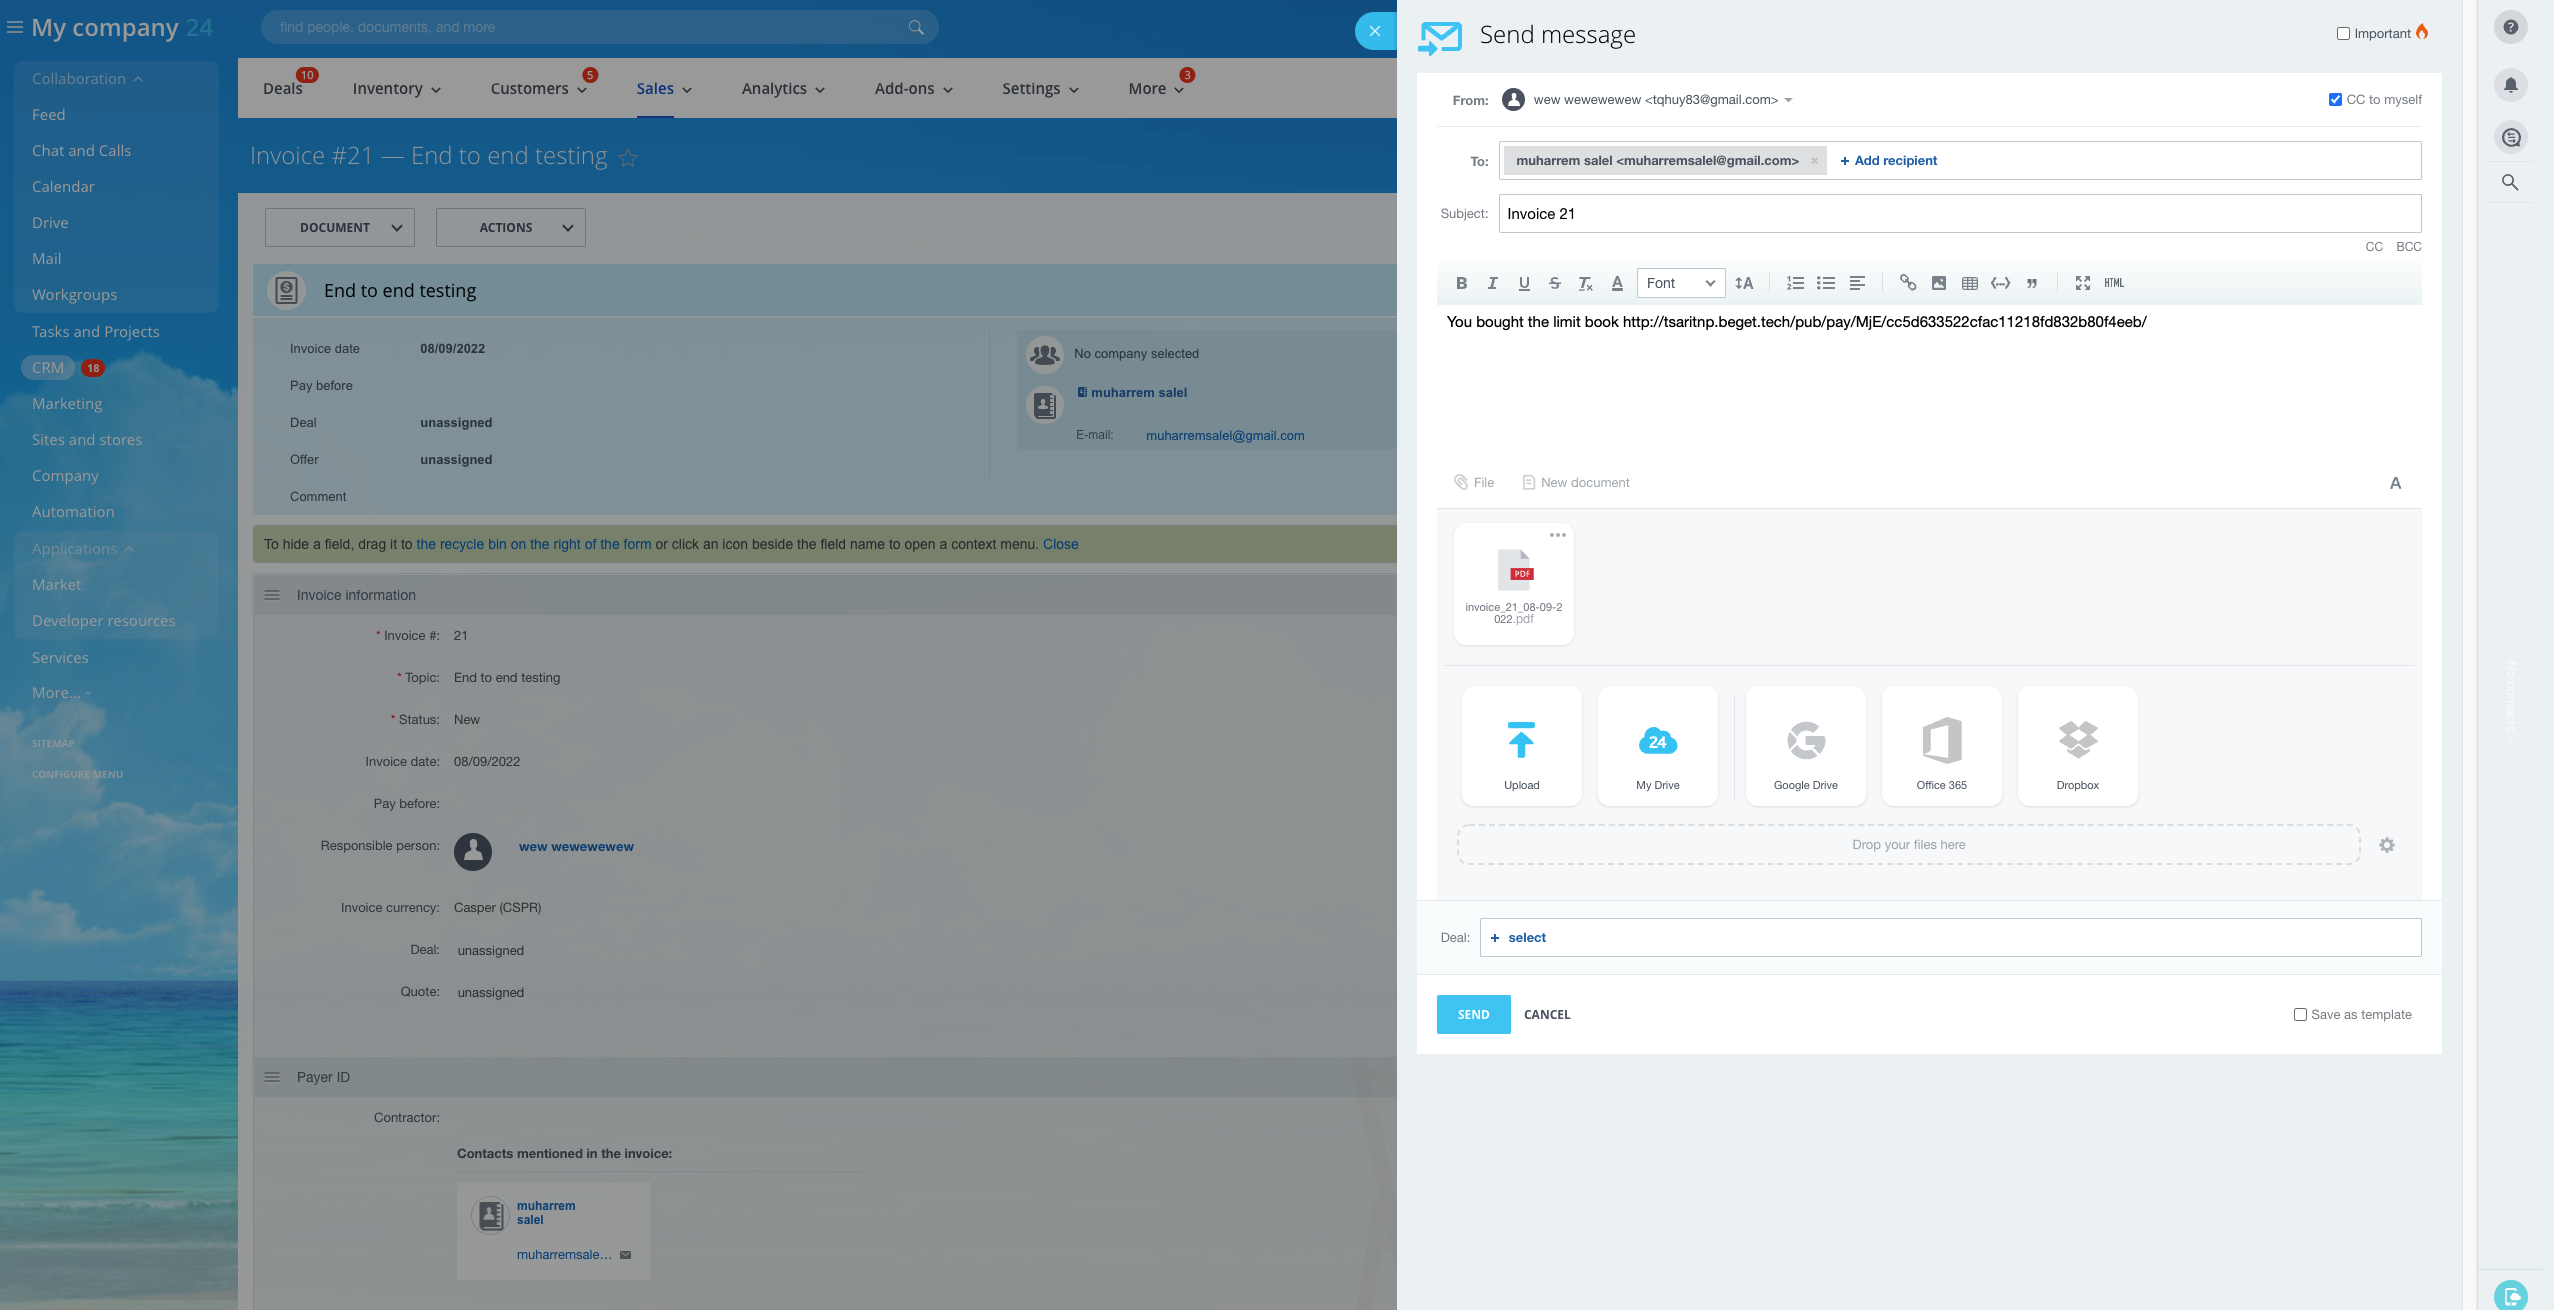 My company 24
find people, documents, and more
Collaboration
Feed
Chat and Calls
Calendar
Drive
Mail
Workgroups
Tasks and Projects
CRM 18
Marketing
Sites and stores
Company
Automation
Applications
Market
Developer resources
Services
More... -
SITEMAP
CONFIGURE MENU
Deals 10 Inventory Customers 5 Sales Analytics Add-ons Settings More 3
Invoice #21 — End to end testing
DOCUMENT ACTIONS
End to end testing
Invoice date 08/09/2022
Pay before
Deal unassigned
Offer unassigned
Comment
No company selected
muharrem salel
E-mail: muharremsalel@gmail.com
To hide a field, drag it to the recycle bin on the right of the form or click an icon beside the field name to open a context menu. Close
Invoice information
* Invoice #: 21
* Topic: End to end testing
* Status: New
Invoice date: 08/09/2022
Pay before:
Responsible person: wew wewewewew
Invoice currency: Casper (CSPR)
Deal: unassigned
Quote: unassigned
Payer ID
Contractor:
Contacts mentioned in the invoice:
muharrem
salel
muharremsale...
Send message
Important
From: wew wewewewew <tqhuy83@gmail.com>
CC to myself
To: muharrem salel <muharremsalel@gmail.com> × + Add recipient
Subject: Invoice 21
CC BCC
B I U S Tx A Font A HTML
You bought the limit book http://tsaritnp.beget.tech/pub/pay/MjE/cc5d633522cfac11218fd832b80f4eeb/
File New document A
PDF
invoice_21_08-09-2
022.pdf
24
Upload My Drive Google Drive Office 365 Dropbox
Drop your files here
Deal: + select
SEND CANCEL
Save as template